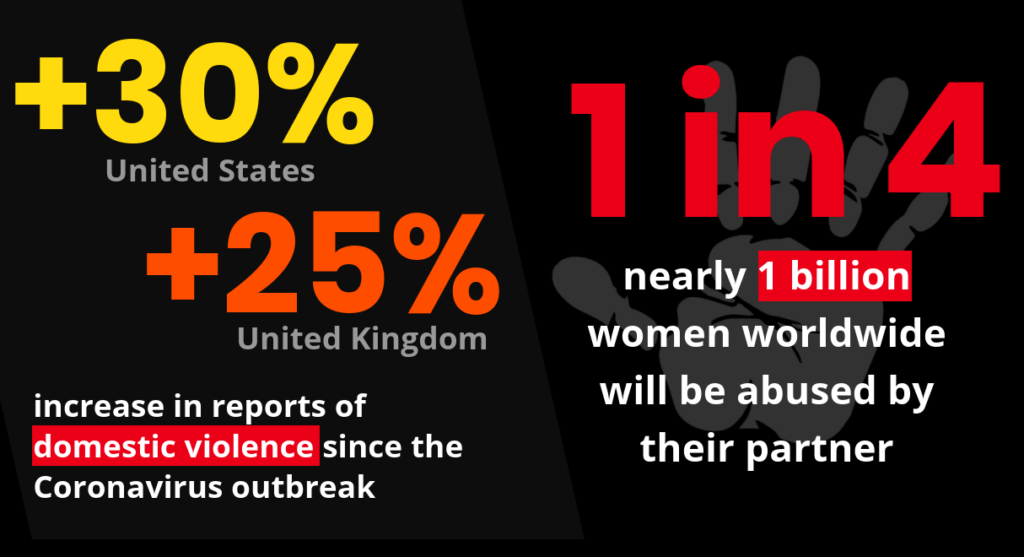 +30%
United States
+25%
United Kingdom
increase in reports of
domestic violence since the
Coronavirus outbreak
1 in 4
nearly 1 billion
women worldwide
will be abused by
their partner